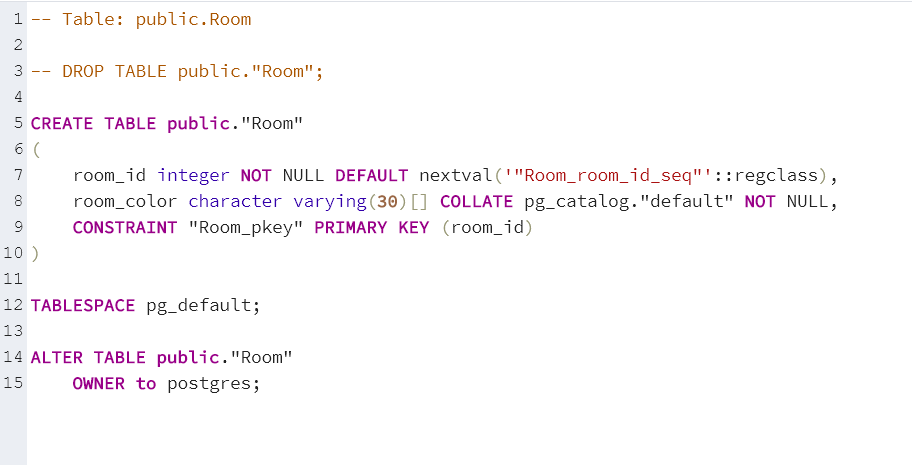 1 -- Table: public.Room
2
3 -- DROP TABLE public."Room";
4
5 CREATE TABLE public."Room"
6 (
7     room_id integer NOT NULL DEFAULT nextval('"Room_room_id_seq"'::regclass),
8     room_color character varying(30)[] COLLATE pg_catalog."default" NOT NULL,
9     CONSTRAINT "Room_pkey" PRIMARY KEY (room_id)
10 )
11
12 TABLESPACE pg_default;
13
14 ALTER TABLE public."Room"
15     OWNER to postgres;